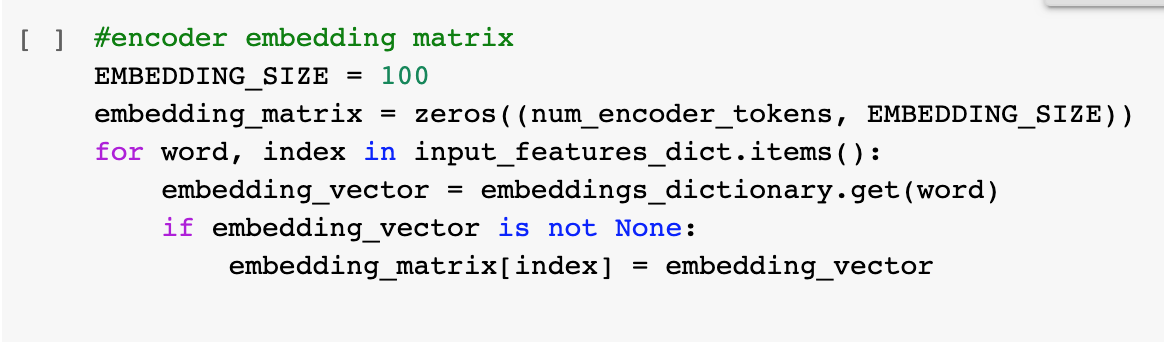 [ ] #encoder embedding matrix
EMBEDDING_SIZE = 100
embedding_matrix = zeros((num_encoder_tokens, EMBEDDING_SIZE))
for word, index in input_features_dict.items():
    embedding_vector = embeddings_dictionary.get(word)
    if embedding_vector is not None:
        embedding_matrix[index] = embedding_vector